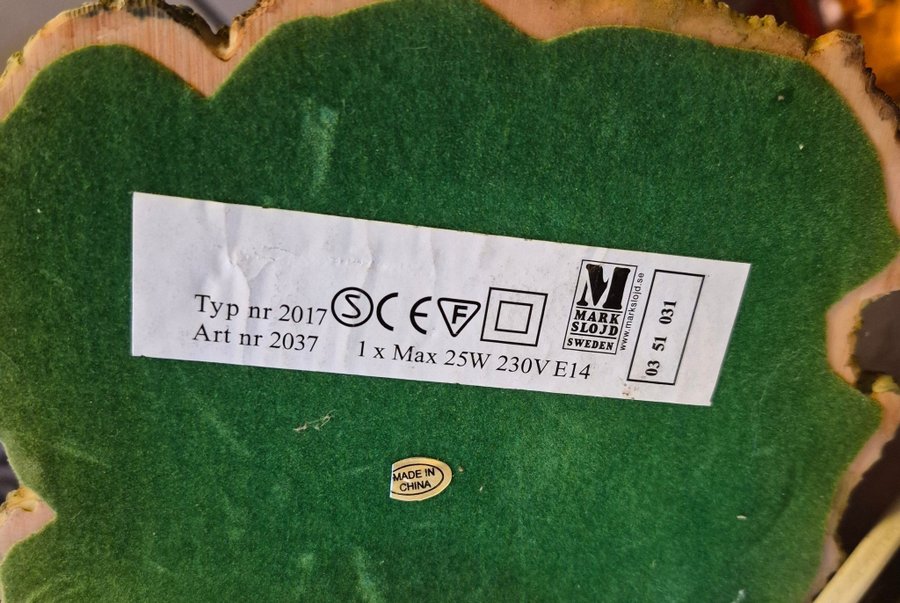 Typ nr 2017
Art nr 2037
S CE F
1 x Max 25W 230V E14
M
MARK
SLOJD
SWEDEN
www.markslojd.se
03 51 031
MADE IN
CHINA